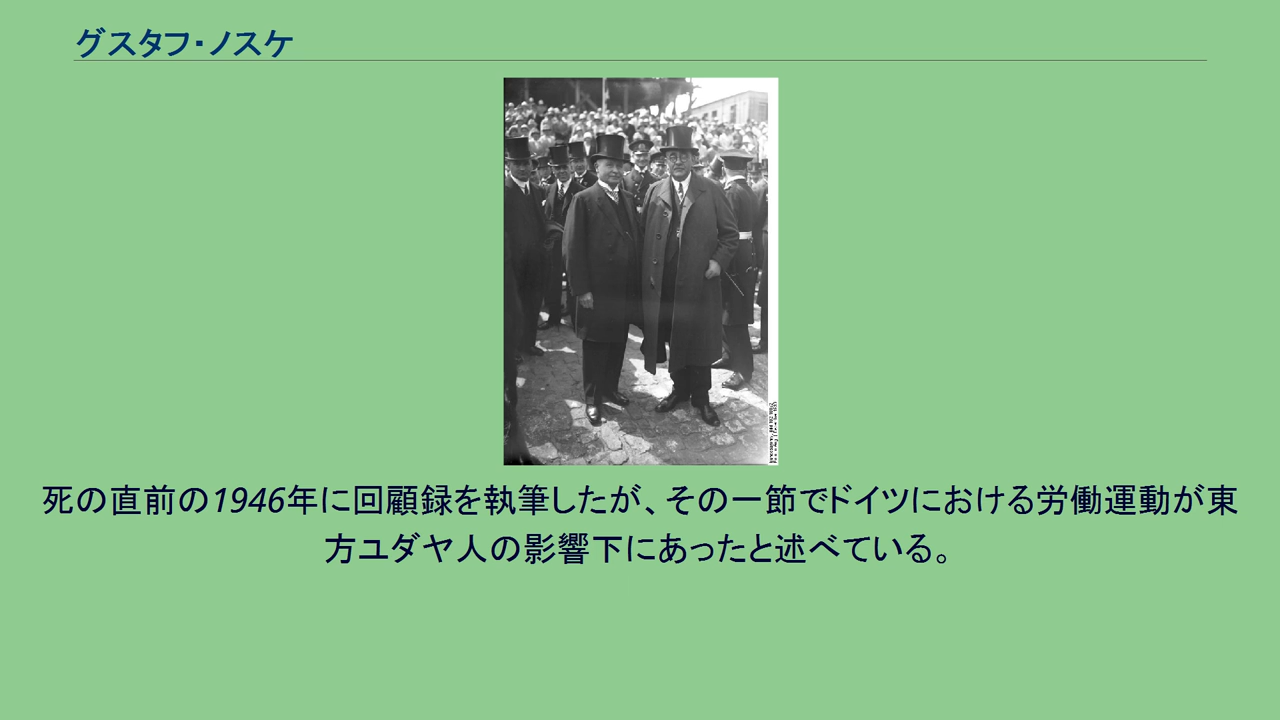 グスタフ・ノスケ
死の直前の1946年に回顧録を執筆したが、その一節でドイツにおける労働運動が東
方ユダヤ人の影響下にあったと述べている。